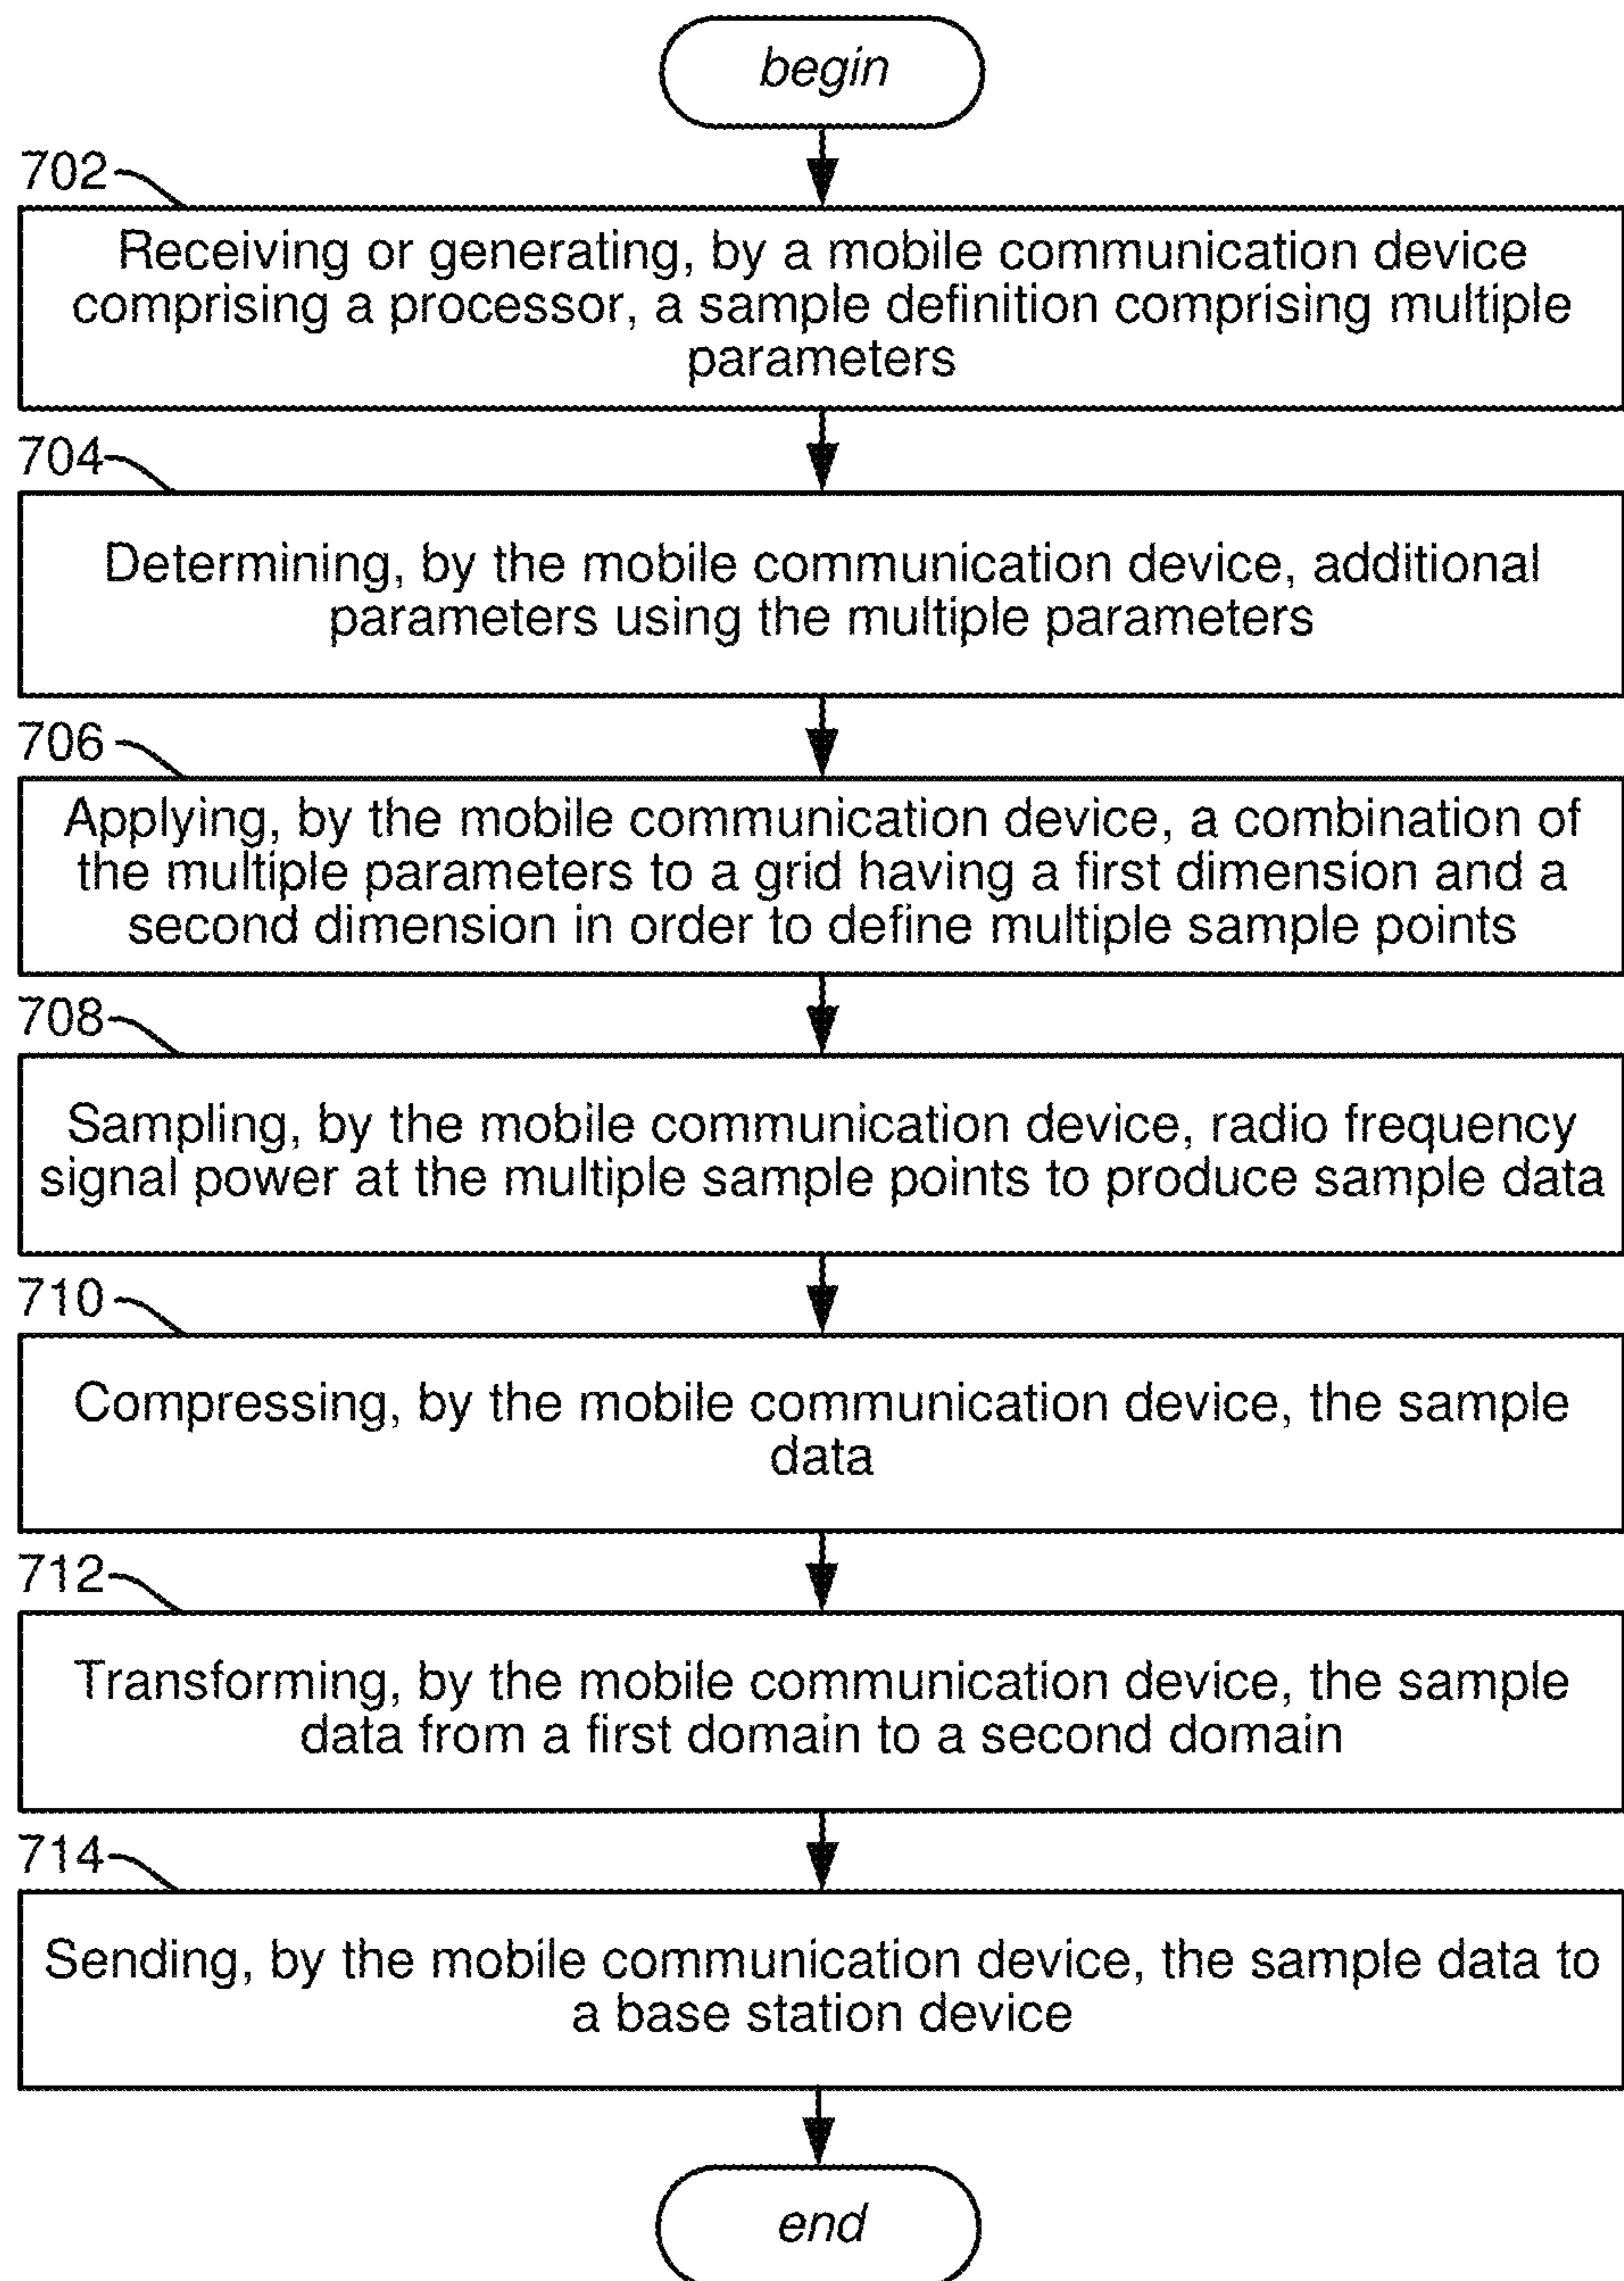 begin
702
Receiving or generating, by a mobile communication device
comprising a processor, a sample definition comprising multiple
parameters
704
Determining, by the mobile communication device, additional
parameters using the multiple parameters
706
Applying, by the mobile communication device, a combination of
the multiple parameters to a grid having a first dimension and a
second dimension in order to define multiple sample points
708
Sampling, by the mobile communication device, radio frequency
signal power at the multiple sample points to produce sample data
710
Compressing, by the mobile communication device, the sample
data
712
Transforming, by the mobile communication device, the sample
data from a first domain to a second domain
714
Sending, by the mobile communication device, the sample data to
a base station device
end